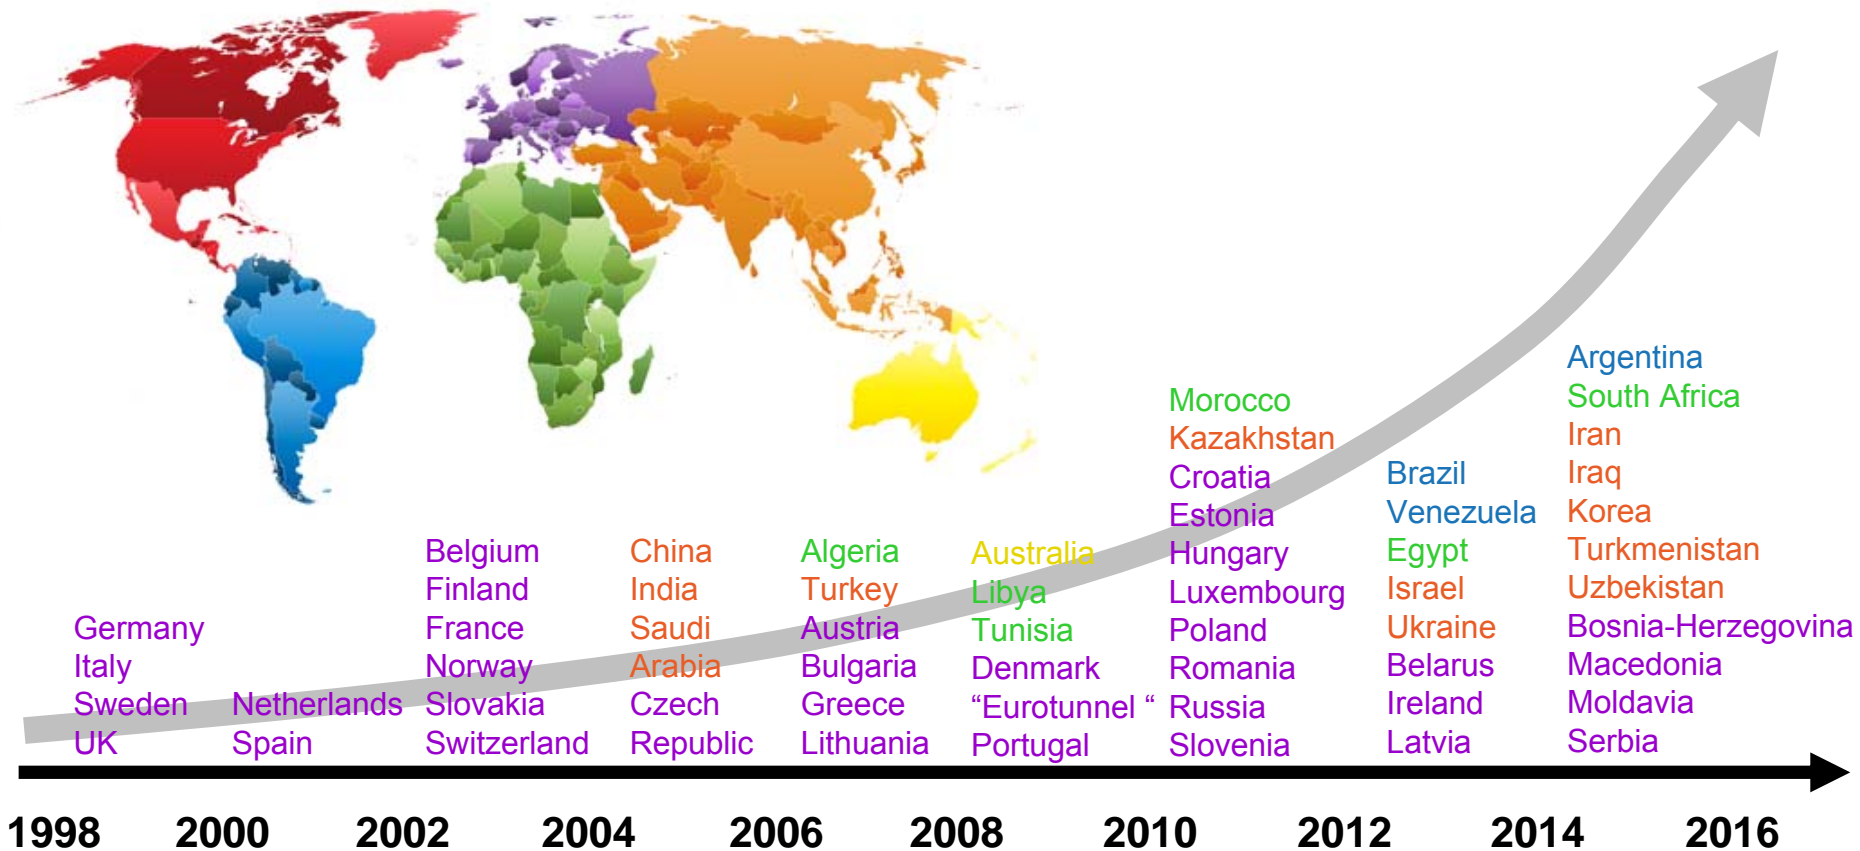 Germany
Italy
Sweden
UK
Netherlands
Spain
Belgium
Finland
France
Norway
Slovakia
Switzerland
China
India
Saudi
Arabia
Czech
Republic
Algeria
Turkey
Austria
Bulgaria
Greece
Lithuania
Australia
Libya
Tunisia
Denmark
“Eurotunnel “
Portugal
Morocco
Kazakhstan
Croatia
Estonia
Hungary
Luxembourg
Poland
Romania
Russia
Slovenia
Brazil
Venezuela
Egypt
Israel
Ukraine
Belarus
Ireland
Latvia
Argentina
South Africa
Iran
Iraq
Korea
Turkmenistan
Uzbekistan
Bosnia-Herzegovina
Macedonia
Moldavia
Serbia
1998 2000 2002 2004 2006 2008 2010 2012 2014 2016